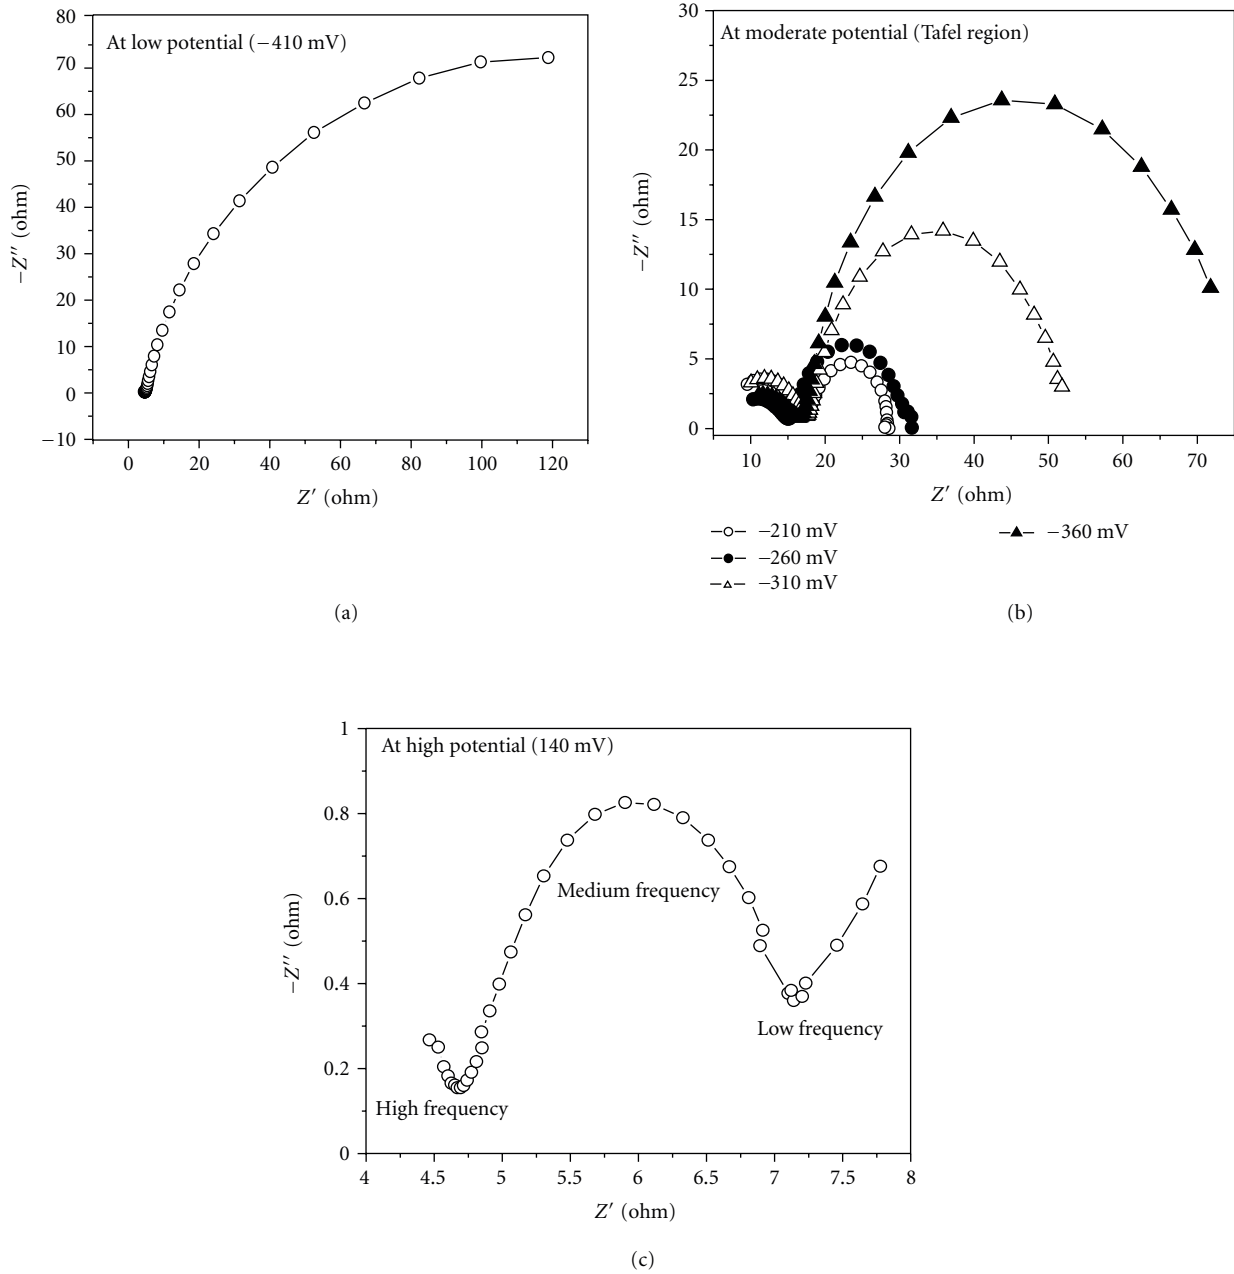 80
70
60
50
40
30
20
10
0
−10
At low potential (−410 mV)
−Z′′ (ohm)
0 20 40 60 80 100 120
Z′ (ohm)
(a)
30
25
20
15
10
5
0
At moderate potential (Tafel region)
−Z′′ (ohm)
10 20 30 40 50 60 70
Z′ (ohm)
−210 mV
−260 mV
−310 mV
−360 mV
(b)
1
0.8
0.6
0.4
0.2
0
At high potential (140 mV)
Medium frequency
Low frequency
High frequency
−Z′′ (ohm)
4 4.5 5 5.5 6 6.5 7 7.5 8
Z′ (ohm)
(c)